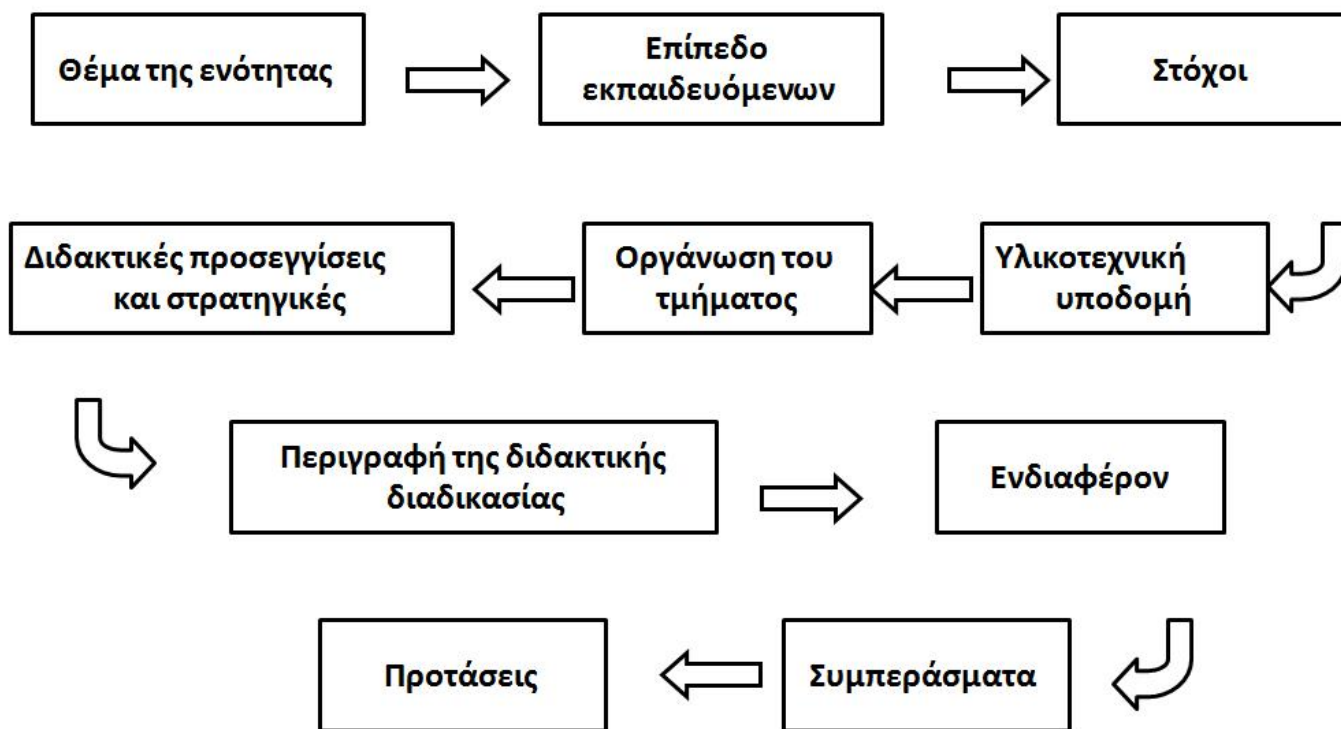 Θέμα της ενότητας
Επίπεδο
εκπαιδευόμενων
Στόχοι
Υλικοτεχνική
υποδομή
Οργάνωση του
τμήματος
Διδακτικές προσεγγίσεις
και στρατηγικές
Περιγραφή της διδακτικής
διαδικασίας
Ενδιαφέρον
Συμπεράσματα
Προτάσεις